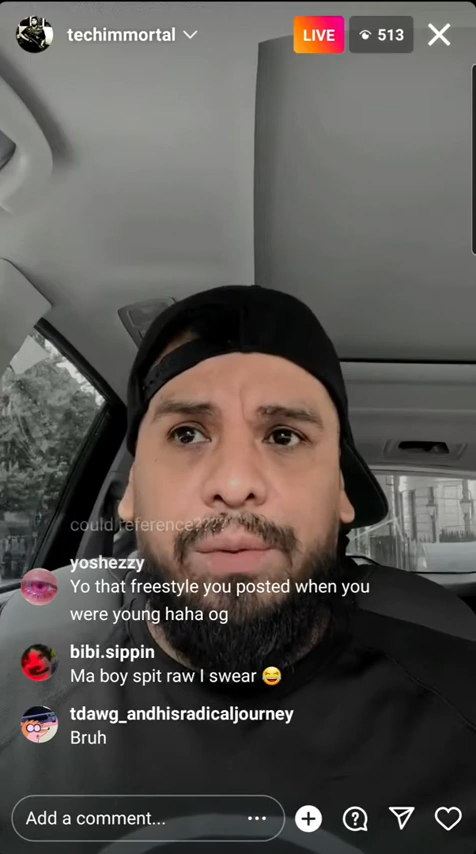 techimmortal
LIVE
513
could reference????
yoshezzy
Yo that freestyle you posted when you
were young haha og
bibi.sippin
Ma boy spit raw I swear 😂
tdawg_andhisradicaljourney
Bruh
Add a comment...